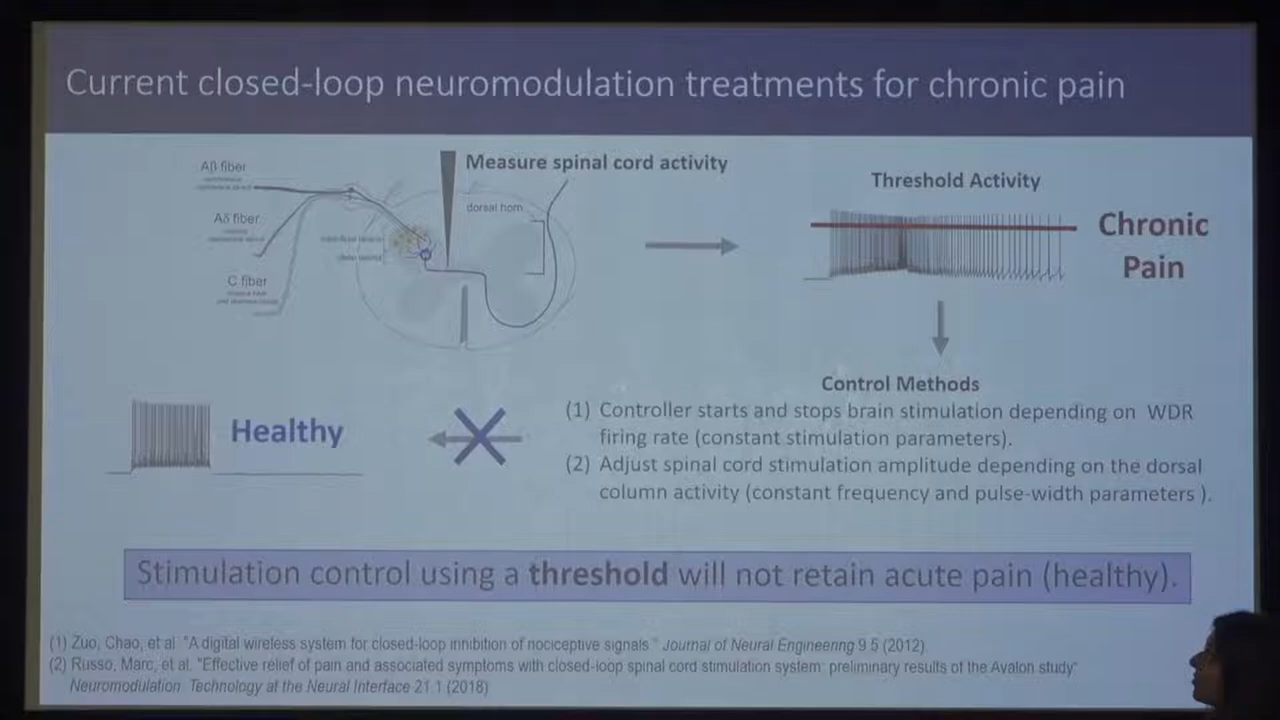 Current closed-loop neuromodulation treatments for chronic pain
Aβ fiber
Measure spinal cord activity
dorsal horn
Aδ fiber
C fiber
Threshold Activity
Chronic
Pain
Healthy
Control Methods
(1) Controller starts and stops brain stimulation depending on WDR
firing rate (constant stimulation parameters).
(2) Adjust spinal cord stimulation amplitude depending on the dorsal
column activity (constant frequency and pulse-width parameters ).
Stimulation control using a threshold will not retain acute pain (healthy).
(1) Zuo, Chao, et al. "A digital wireless system for closed-loop inhibition of nociceptive signals." Journal of Neural Engineering 9.5 (2012)
(2) Russo, Marc, et al. "Effective relief of pain and associated symptoms with closed-loop spinal cord stimulation system: preliminary results of the Avalon study"
Neuromodulation: Technology at the Neural Interface 21.1 (2018)